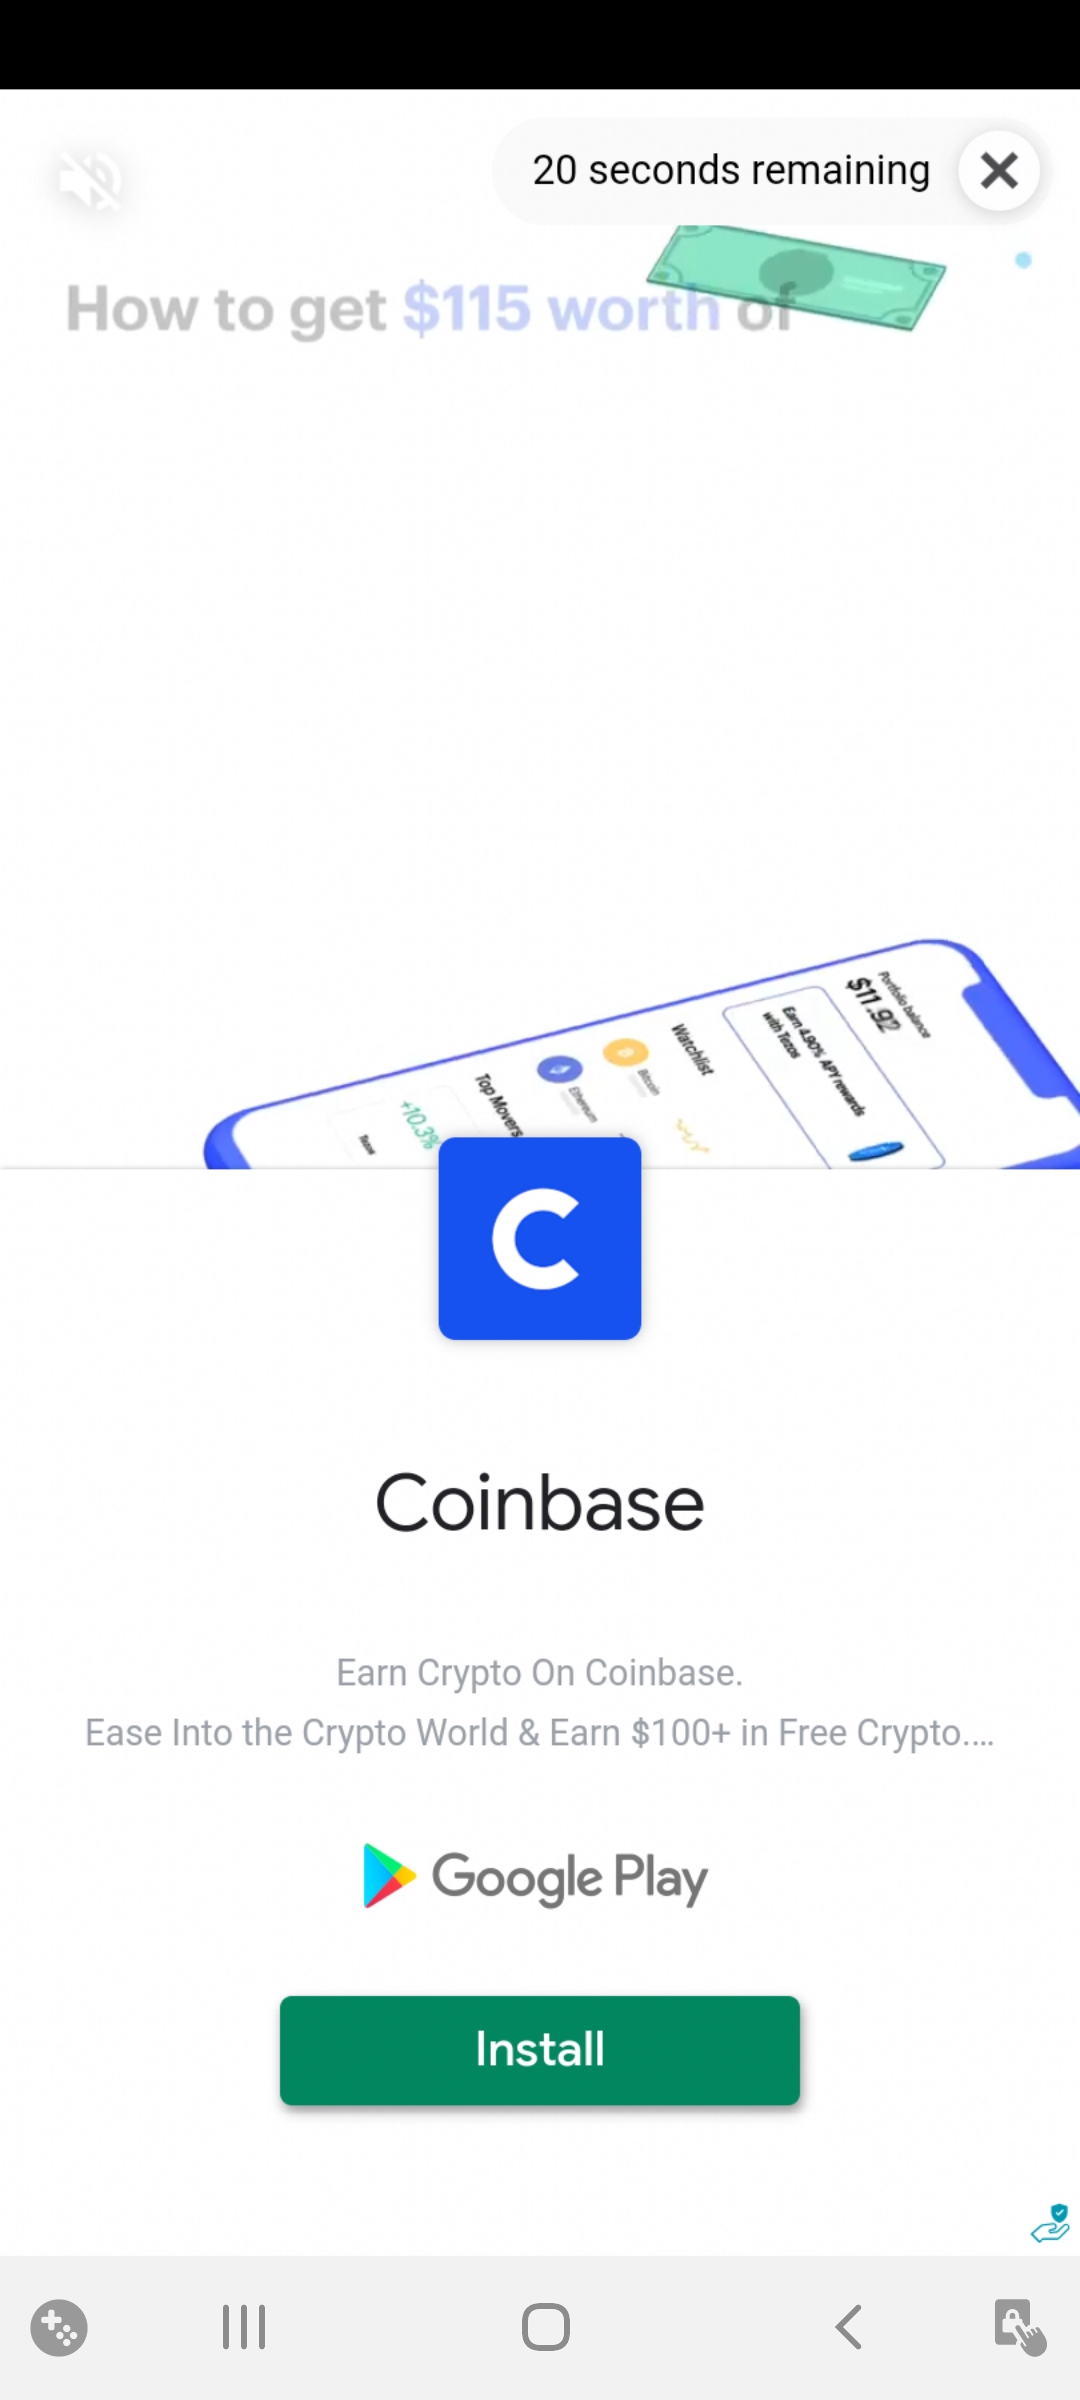 20 seconds remaining
How to get $115 worth of
Portfolio balance
$11.92
Earn 4.90% APY rewards
with Tezos
Watchlist
Bitcoin
Ethereum
Top Movers
+10.3%
Tezos
Coinbase
Earn Crypto On Coinbase.
Ease Into the Crypto World & Earn $100+ in Free Crypto....
Google Play
Install